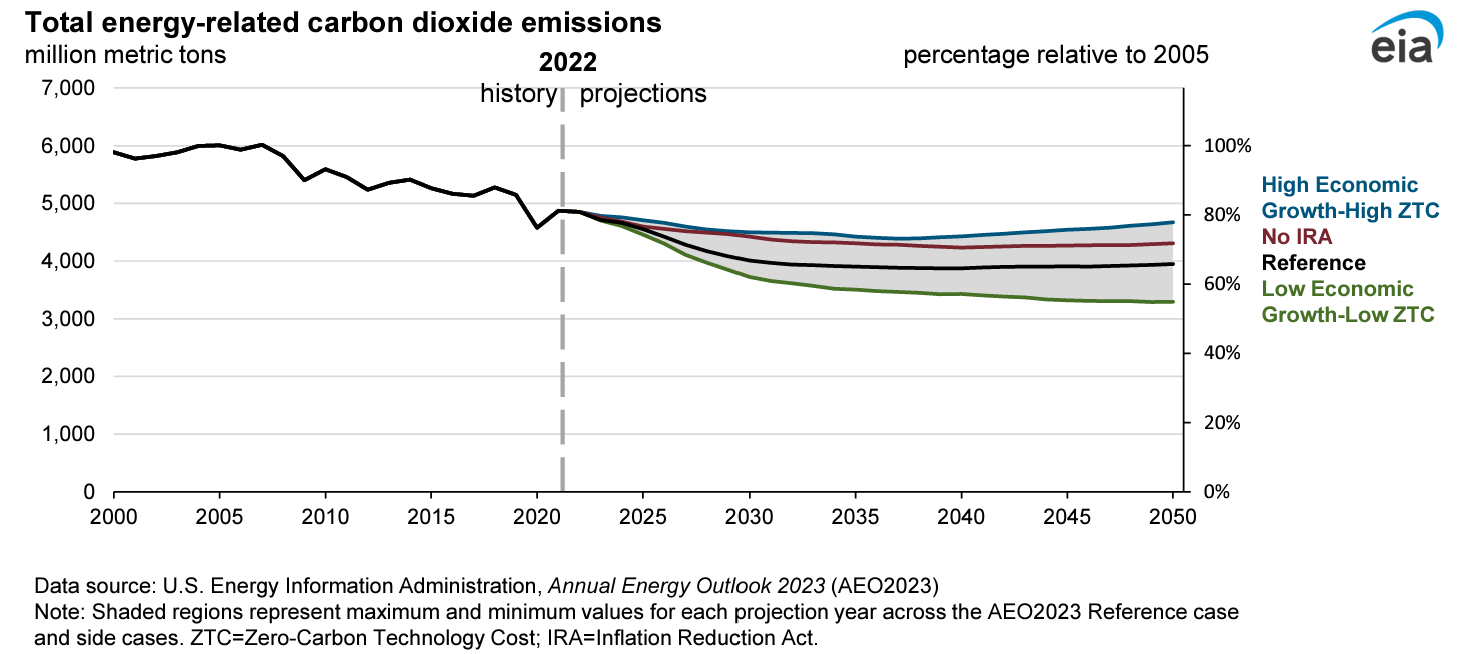 Total energy-related carbon dioxide emissions
million metric tons
2022
percentage relative to 2005
eia
history
projections
7,000
6,000
5,000
4,000
3,000
2,000
1,000
0
100%
80%
60%
40%
20%
0%
2000 2005 2010 2015 2020 2025 2030 2035 2040 2045 2050
High Economic
Growth-High ZTC
No IRA
Reference
Low Economic
Growth-Low ZTC
Data source: U.S. Energy Information Administration, Annual Energy Outlook 2023 (AEO2023)
Note: Shaded regions represent maximum and minimum values for each projection year across the AEO2023 Reference case
and side cases. ZTC=Zero-Carbon Technology Cost; IRA=Inflation Reduction Act.